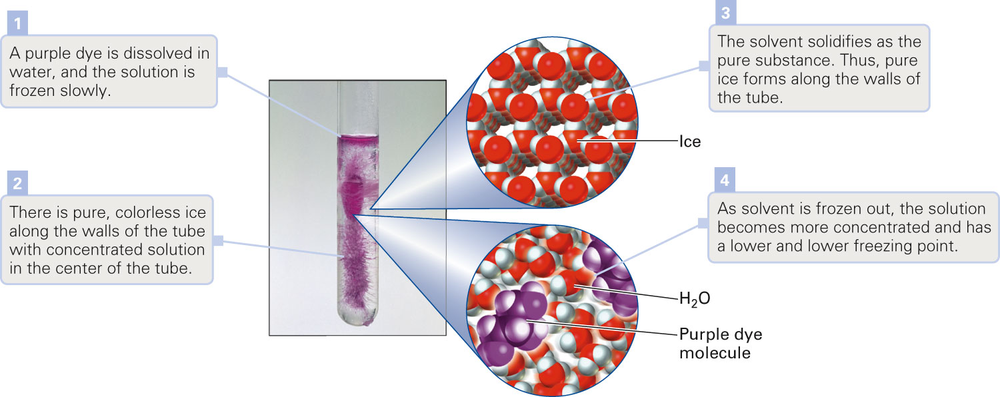 1
A purple dye is dissolved in
water, and the solution is
frozen slowly.
2
There is pure, colorless ice
along the walls of the tube
with concentrated solution
in the center of the tube.
3
The solvent solidifies as the
pure substance. Thus, pure
ice forms along the walls of
the tube.
Ice
4
As solvent is frozen out, the solution
becomes more concentrated and has
a lower and lower freezing point.
H₂O
Purple dye
molecule